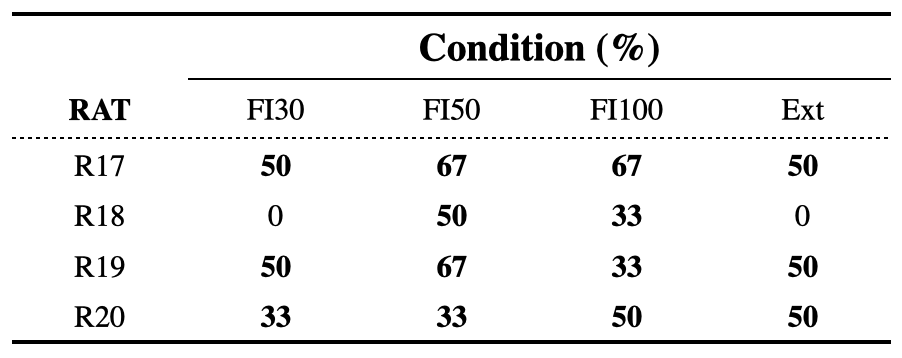 Condition (%)
RAT FI30 FI50 FI100 Ext
R17 50 67 67 50
R18 0 50 33 0
R19 50 67 33 50
R20 33 33 50 50